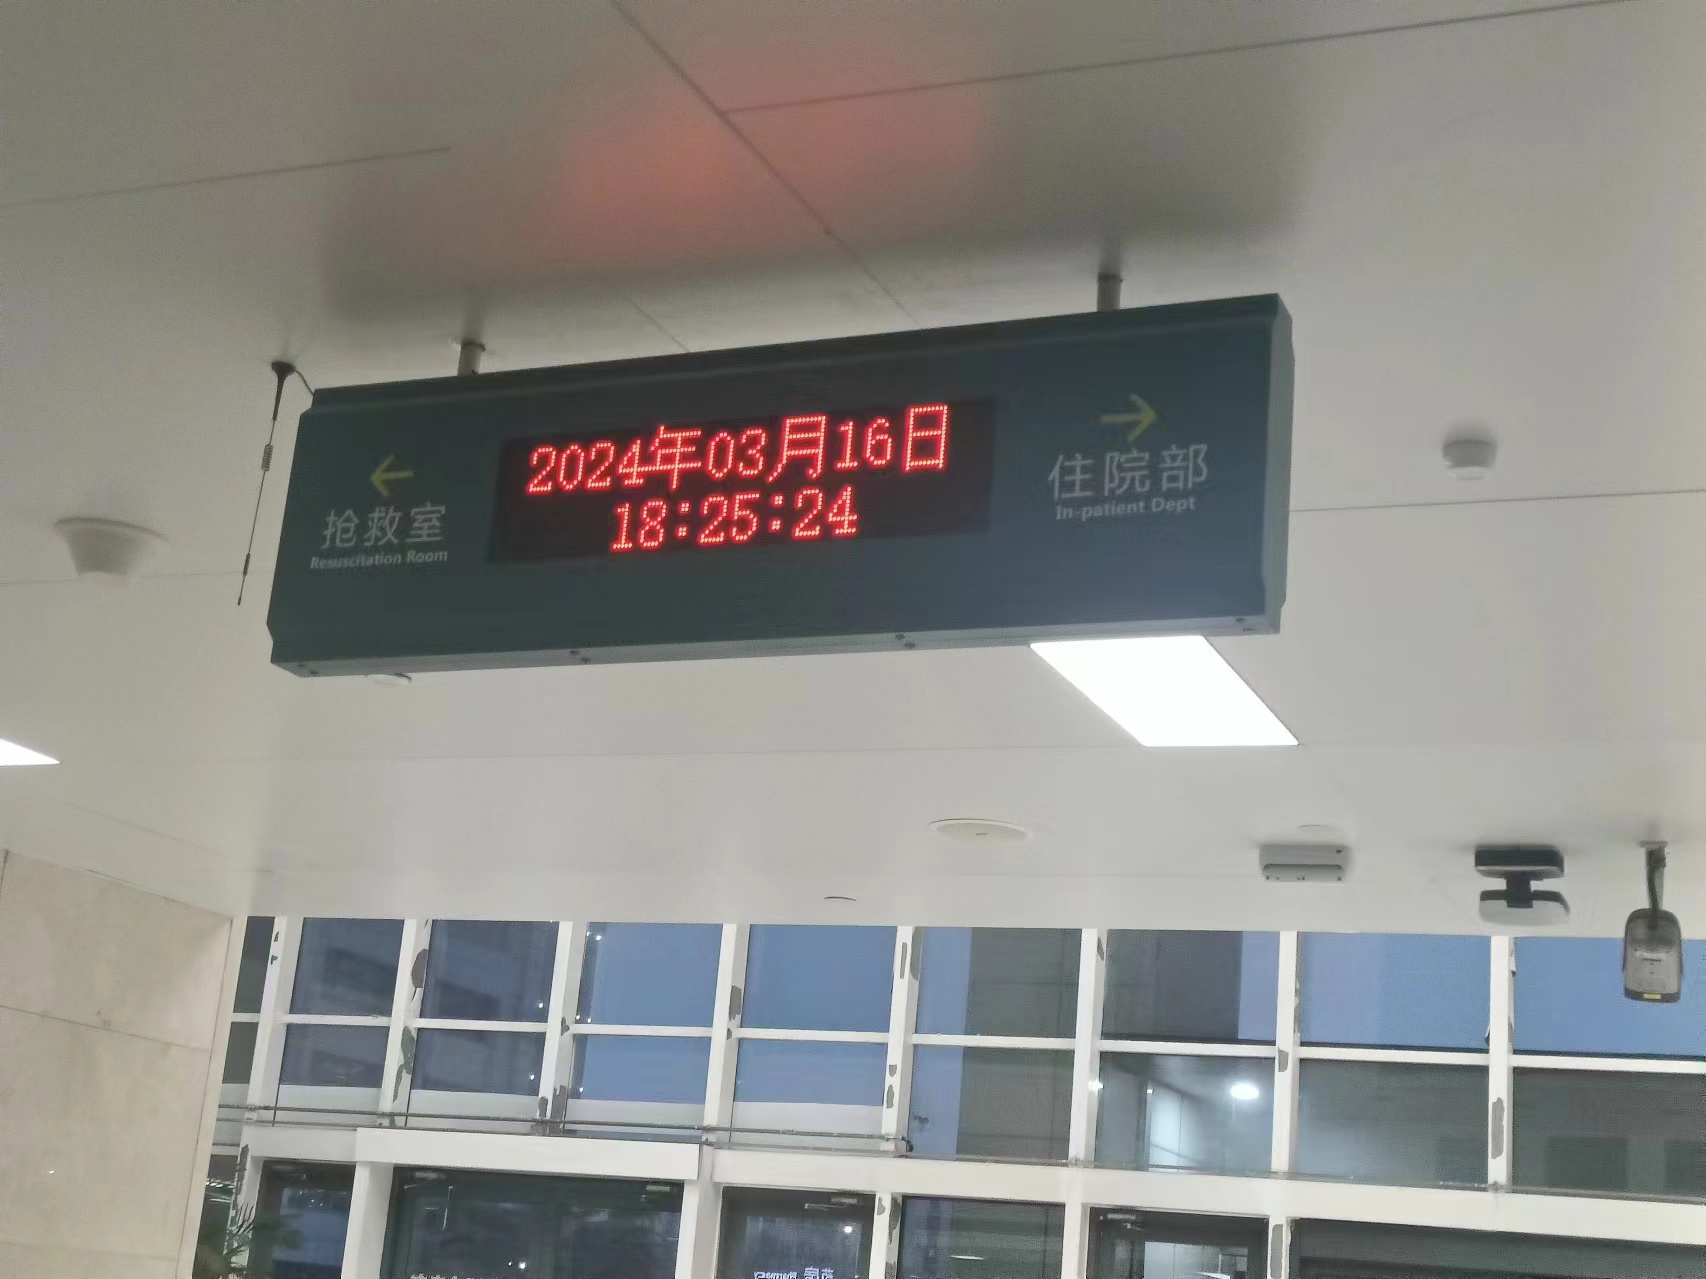 ←
抢救室
Resuscitation Room
2024年03月16日
18:25:24
→
住院部
In-patient Dept